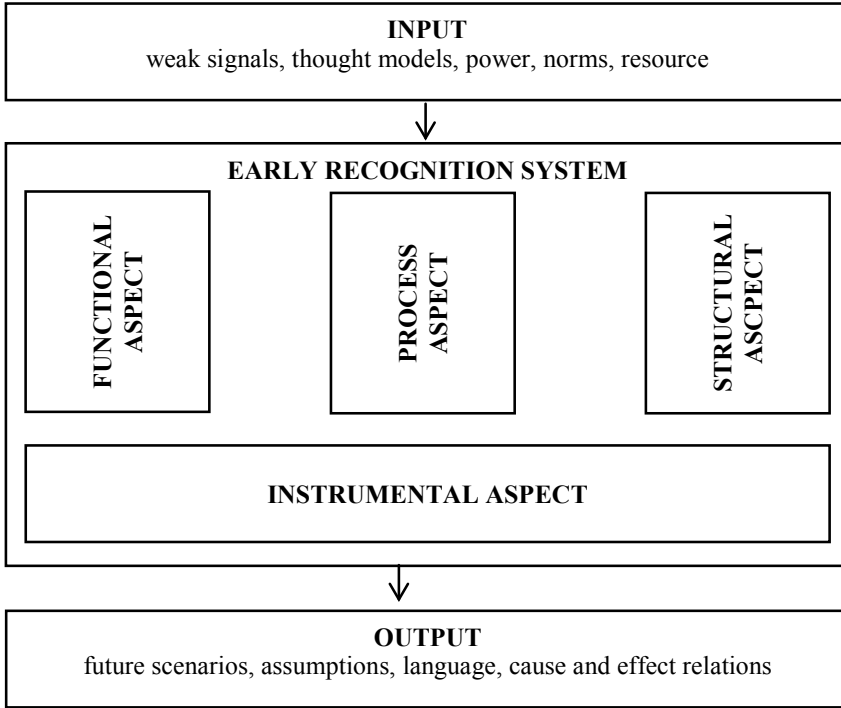 INPUT
weak signals, thought models, power, norms, resource
EARLY RECOGNITION SYSTEM
FUNCTIONAL
ASPECT
PROCESS
ASPECT
STRUCTURAL
ASCPECT
INSTRUMENTAL ASPECT
OUTPUT
future scenarios, assumptions, language, cause and effect relations